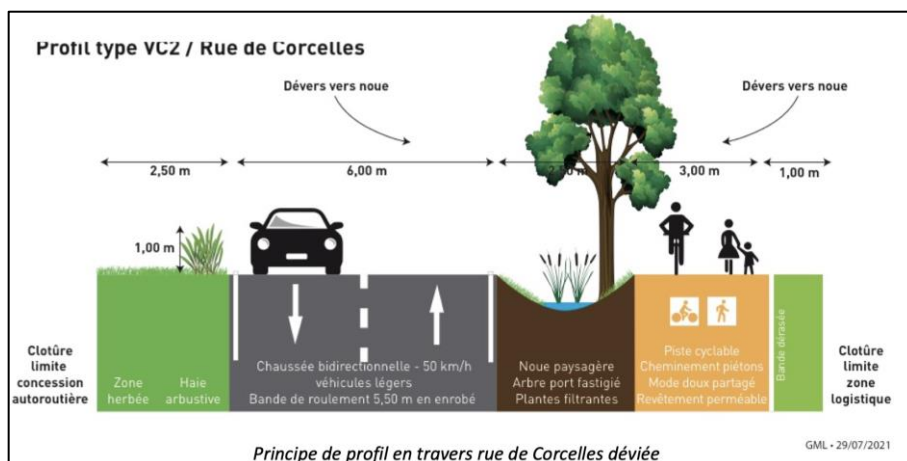 Profil type VC2 / Rue de Corcelles
Dévers vers noue
Dévers vers noue
2,50 m
6,00 m
3,00 m
1,00 m
1,00 m
Clotûre
limite
concession
autoroutière
Zone
herbée
Haie
arbustive
Chaussée bidirectionnelle - 50 km/h
véhicules légers
Bande de roulement 5,50 m en enrobé
Noue paysagère
Arbre port fastigié
Plantes filtrantes
Piste cyclable
Cheminement piétons
Mode doux partagé
Revêtement perméable
Bande dérasée
Clotûre
limite
zone
logistique
GML • 29/07/2021
Principe de profil en travers rue de Corcelles déviée